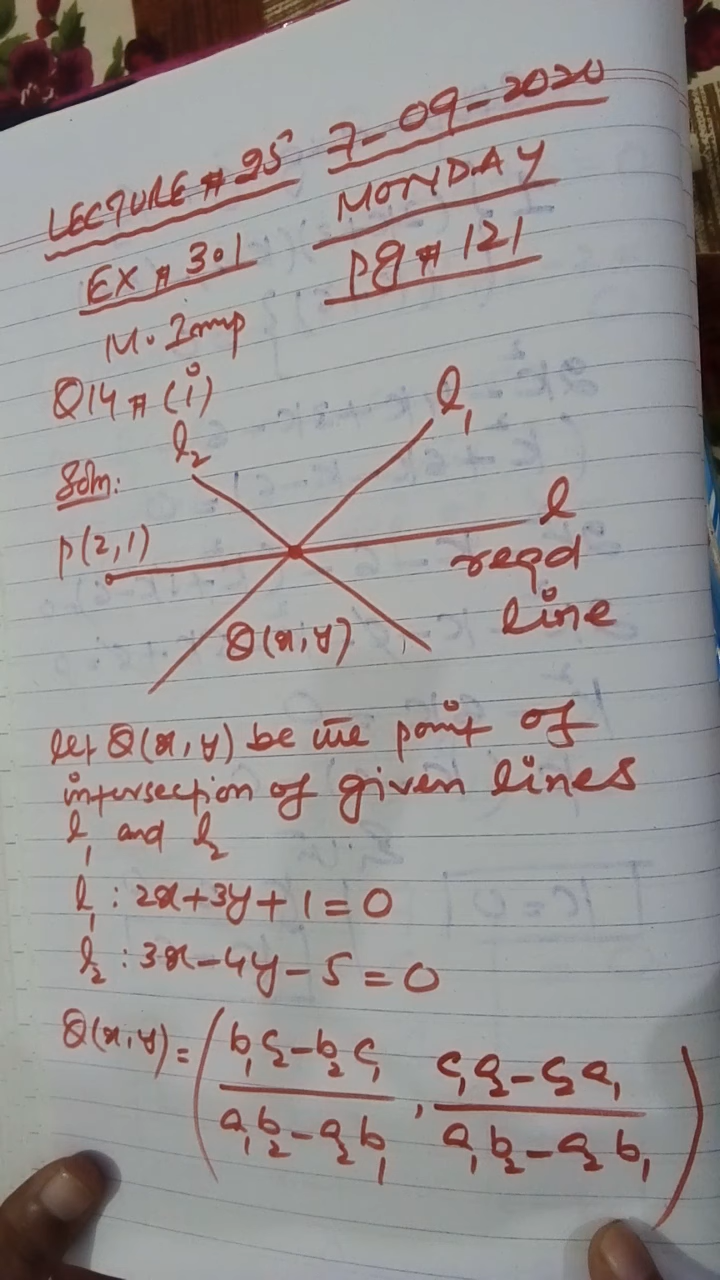 LECTURE # 25 7-09-2020
MONDAY
EX # 3.1 Pg # 121
M. Imp
Q14 # (i)
l₂ l₁
Soln:
P(2,1) l
reqd
line
Q(x,y)
let Q(x,y) be the point of
intersection of given lines
l₁ and l₂
l₁ : 2x+3y+1=0
l₂ : 3x-4y-5=0
Q(x,y) = ( (b₁c₂-b₂c₁)/(a₁b₂-a₂b₁) , (c₁a₂-c₂a₁)/(a₁b₂-a₂b₁) )